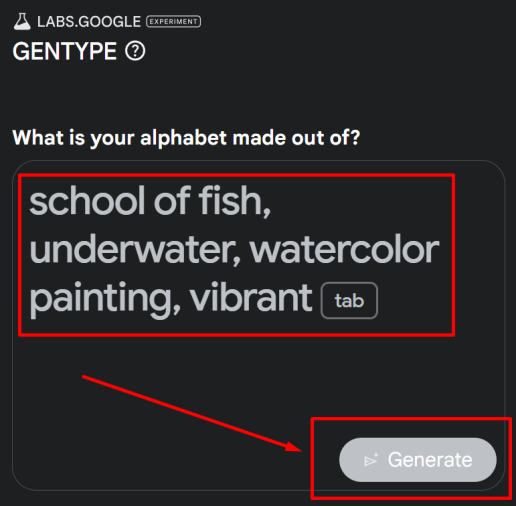 LABS.GOOGLE EXPERIMENT
GENTYPE ?
What is your alphabet made out of?
school of fish,
underwater, watercolor
painting, vibrant tab
Generate